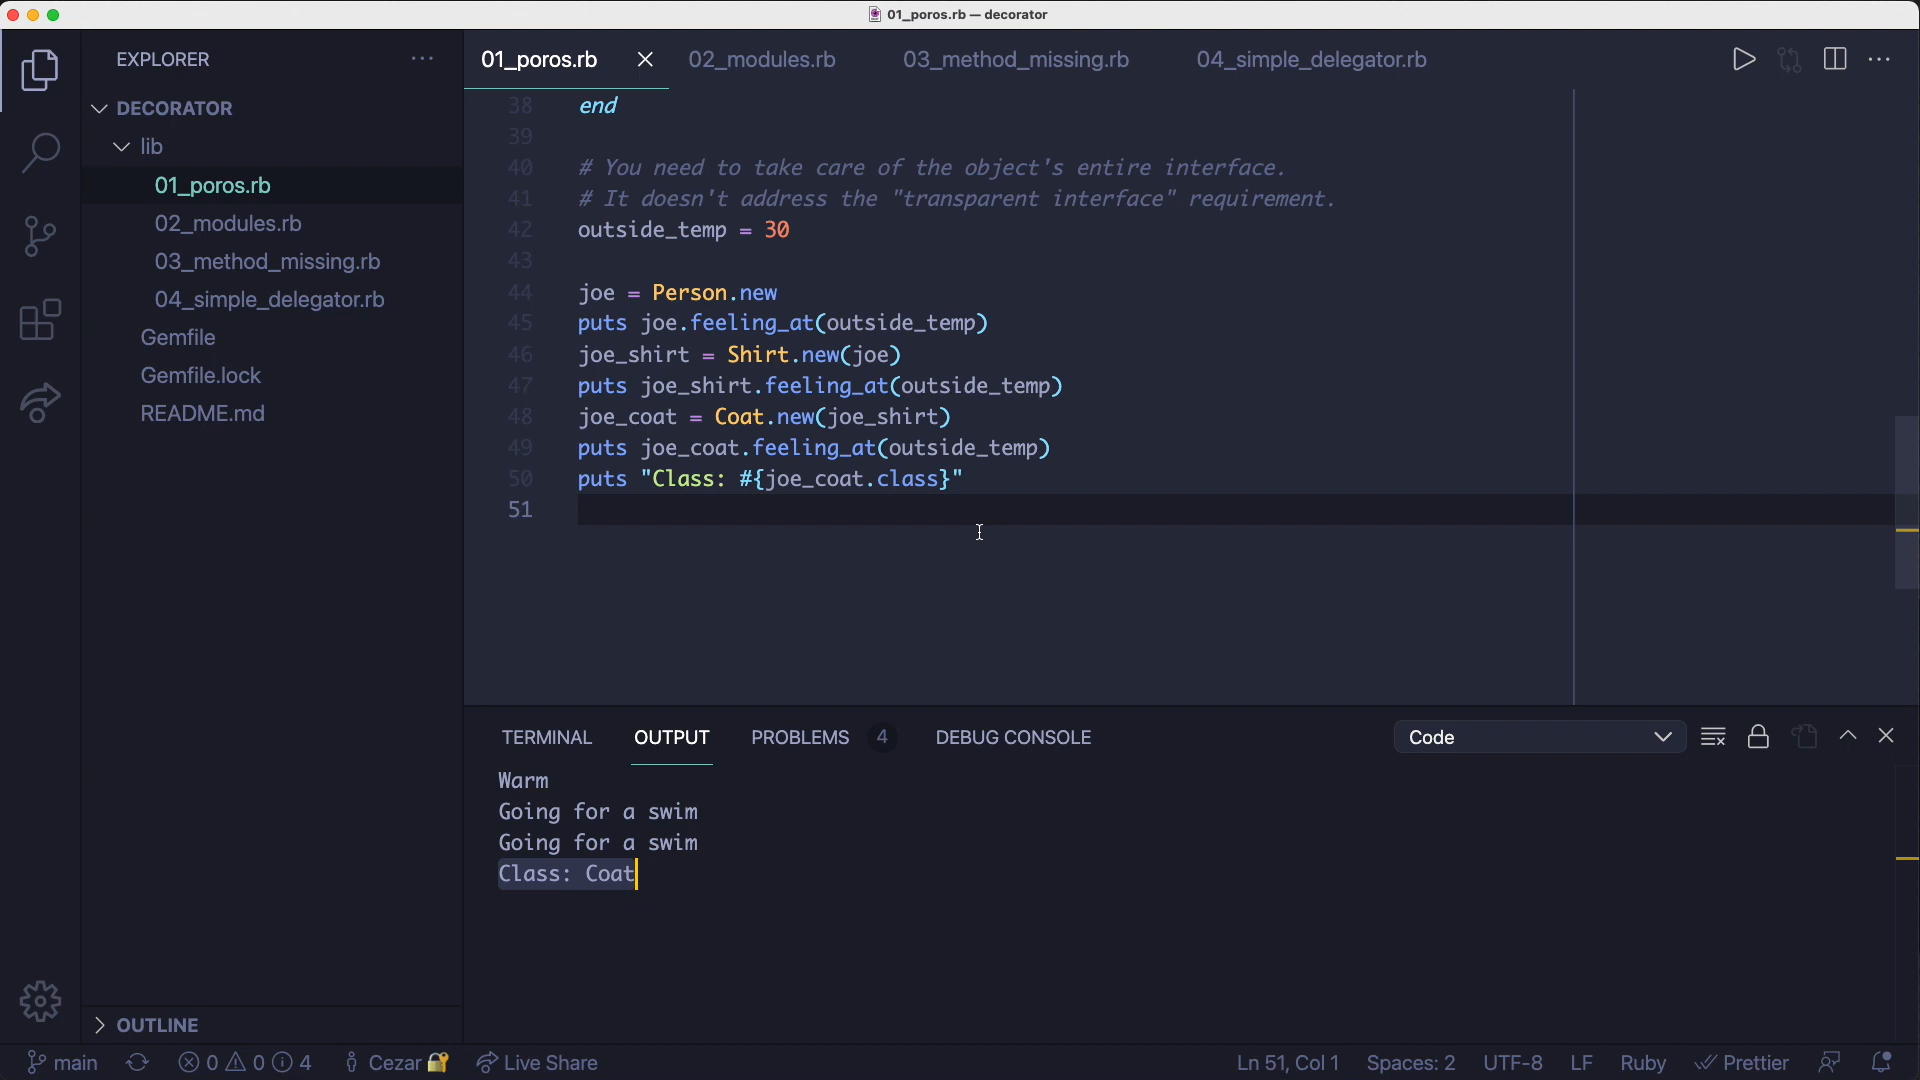 01_poros.rb — decorator
EXPLORER
DECORATOR
lib
01_poros.rb
02_modules.rb
03_method_missing.rb
04_simple_delegator.rb
Gemfile
Gemfile.lock
README.md
OUTLINE
01_poros.rb
02_modules.rb
03_method_missing.rb
04_simple_delegator.rb
38 end
39
40 # You need to take care of the object's entire interface.
41 # It doesn't address the "transparent interface" requirement.
42 outside_temp = 30
43
44 joe = Person.new
45 puts joe.feeling_at(outside_temp)
46 joe_shirt = Shirt.new(joe)
47 puts joe_shirt.feeling_at(outside_temp)
48 joe_coat = Coat.new(joe_shirt)
49 puts joe_coat.feeling_at(outside_temp)
50 puts "Class: #{joe_coat.class}"
51
TERMINAL OUTPUT PROBLEMS 4 DEBUG CONSOLE
Code
Warm
Going for a swim
Going for a swim
Class: Coat
main 0 0 4 Cezar Live Share Ln 51, Col 1 Spaces: 2 UTF-8 LF Ruby Prettier